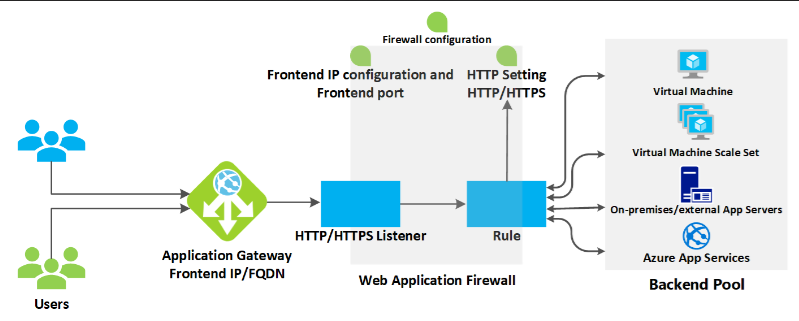 Firewall configuration
Frontend IP configuration and
Frontend port
HTTP Setting
HTTP/HTTPS
Virtual Machine
Virtual Machine Scale Set
On-premises/external App Servers
Azure App Services
Backend Pool
HTTP/HTTPS Listener
Rule
Application Gateway
Frontend IP/FQDN
Web Application Firewall
Users